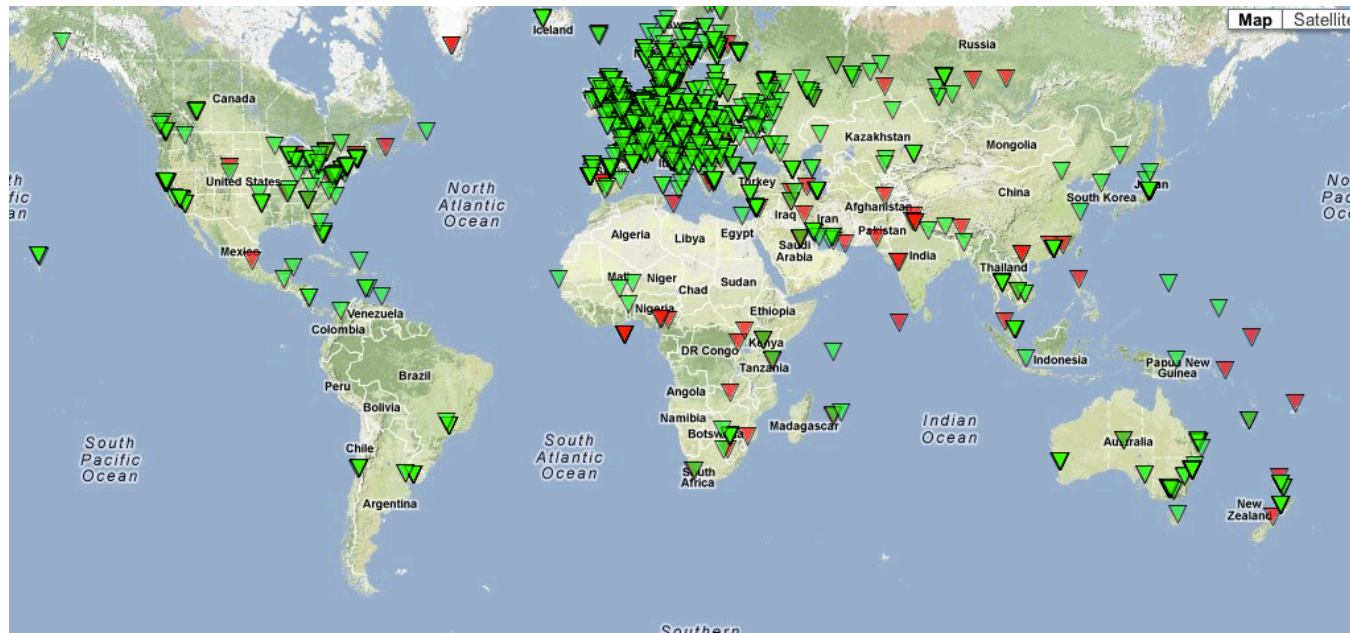 Map
Satellite
Iceland
Russia
Canada
Kazakhstan
Mongolia
United States
North
Atlantic
Ocean
Turkey
China
Japan
South Korea
Afghanistan
Iraq
Iran
Algeria
Libya
Egypt
Pakistan
Saudi
Arabia
India
Mexico
Mali
Niger
Chad
Sudan
Thailand
Nigeria
Ethiopia
Venezuela
Colombia
Kenya
DR Congo
Tanzania
Indonesia
Papua New
Guinea
Brazil
Peru
Angola
Bolivia
Namibia
Botswana
Madagascar
Indian
Ocean
Australia
South
Pacific
Ocean
South
Atlantic
Ocean
Chile
South
Africa
Argentina
New
Zealand
Southern